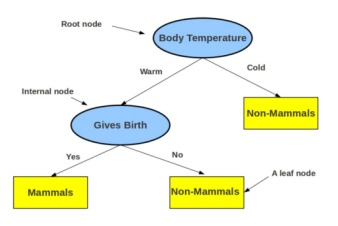 Root node
Body Temperature
Warm
Cold
Internal node
Non-Mammals
Gives Birth
Yes
No
A leaf node
Mammals
Non-Mammals